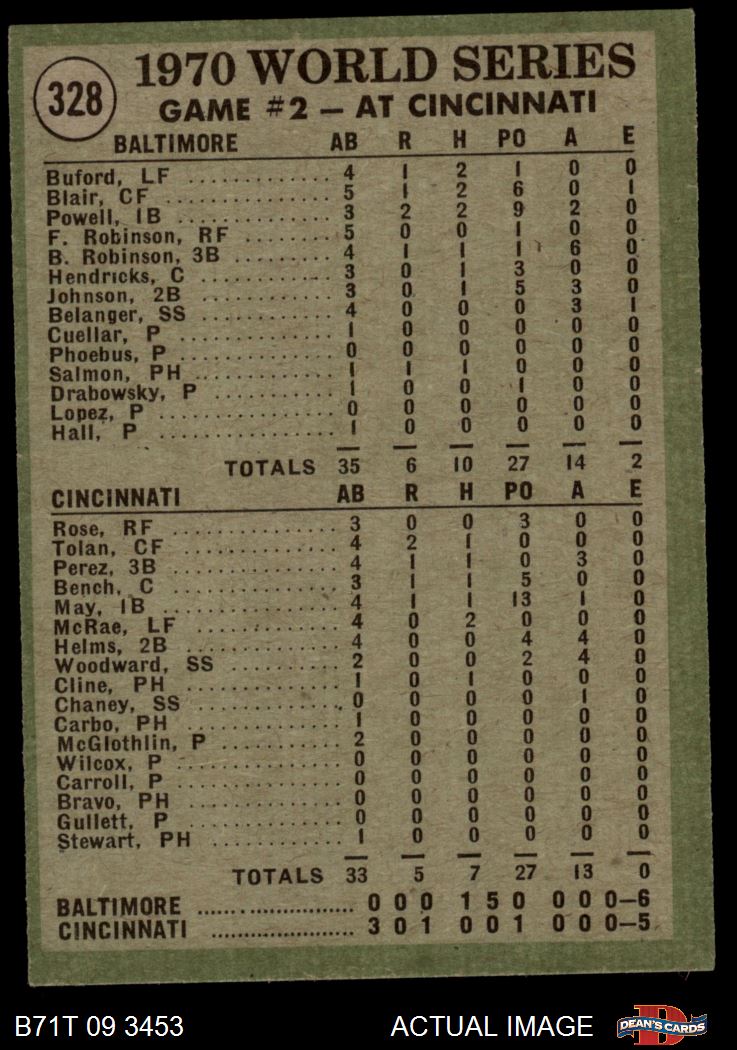 328
1970 WORLD SERIES
GAME #2 – AT CINCINNATI
BALTIMORE AB R H PO A E
Buford, LF .............. 4 1 2 1 0 0
Blair, CF ................ 5 1 2 6 0 1
Powell, 1B .............. 3 2 2 9 2 0
F. Robinson, RF ........ 5 0 0 1 0 0
B. Robinson, 3B ........ 4 1 1 1 6 0
Hendricks, C ............ 3 0 1 3 0 0
Johnson, 2B ............ 3 0 1 5 3 0
Belanger, SS ............ 4 0 0 0 3 1
Cuellar, P .............. 1 0 0 0 0 0
Phoebus, P .............. 0 0 0 0 0 0
Salmon, PH .............. 1 1 1 0 0 0
Drabowsky, P ............ 1 0 0 1 0 0
Lopez, P ................ 0 0 0 0 0 0
Hall, P ................ 1 0 0 0 0 0
TOTALS 35 6 10 27 14 2
CINCINNATI AB R H PO A E
Rose, RF ................ 3 0 0 3 0 0
Tolan, CF .............. 4 2 1 0 0 0
Perez, 3B .............. 4 1 1 0 3 0
Bench, C ................ 3 1 1 5 0 0
May, 1B ................ 4 1 1 13 1 0
McRae, LF .............. 4 0 2 0 0 0
Helms, 2B .............. 4 0 0 4 4 0
Woodward, SS .......... 2 0 0 2 4 0
Cline, PH .............. 1 0 1 0 0 0
Chaney, SS .............. 0 0 0 0 1 0
Carbo, PH .............. 1 0 0 0 0 0
McGlothlin, P .......... 2 0 0 0 0 0
Wilcox, P .............. 0 0 0 0 0 0
Carroll, P .............. 0 0 0 0 0 0
Bravo, PH .............. 0 0 0 0 0 0
Gullett, P .............. 0 0 0 0 0 0
Stewart, PH ............ 1 0 0 0 0 0
TOTALS 33 5 7 27 13 0
BALTIMORE ...................... 0 0 0 1 5 0 0 0 0–6
CINCINNATI .................... 3 0 1 0 0 1 0 0 0–5
B71T 09 3453 ACTUAL IMAGE DEAN'S CARDS